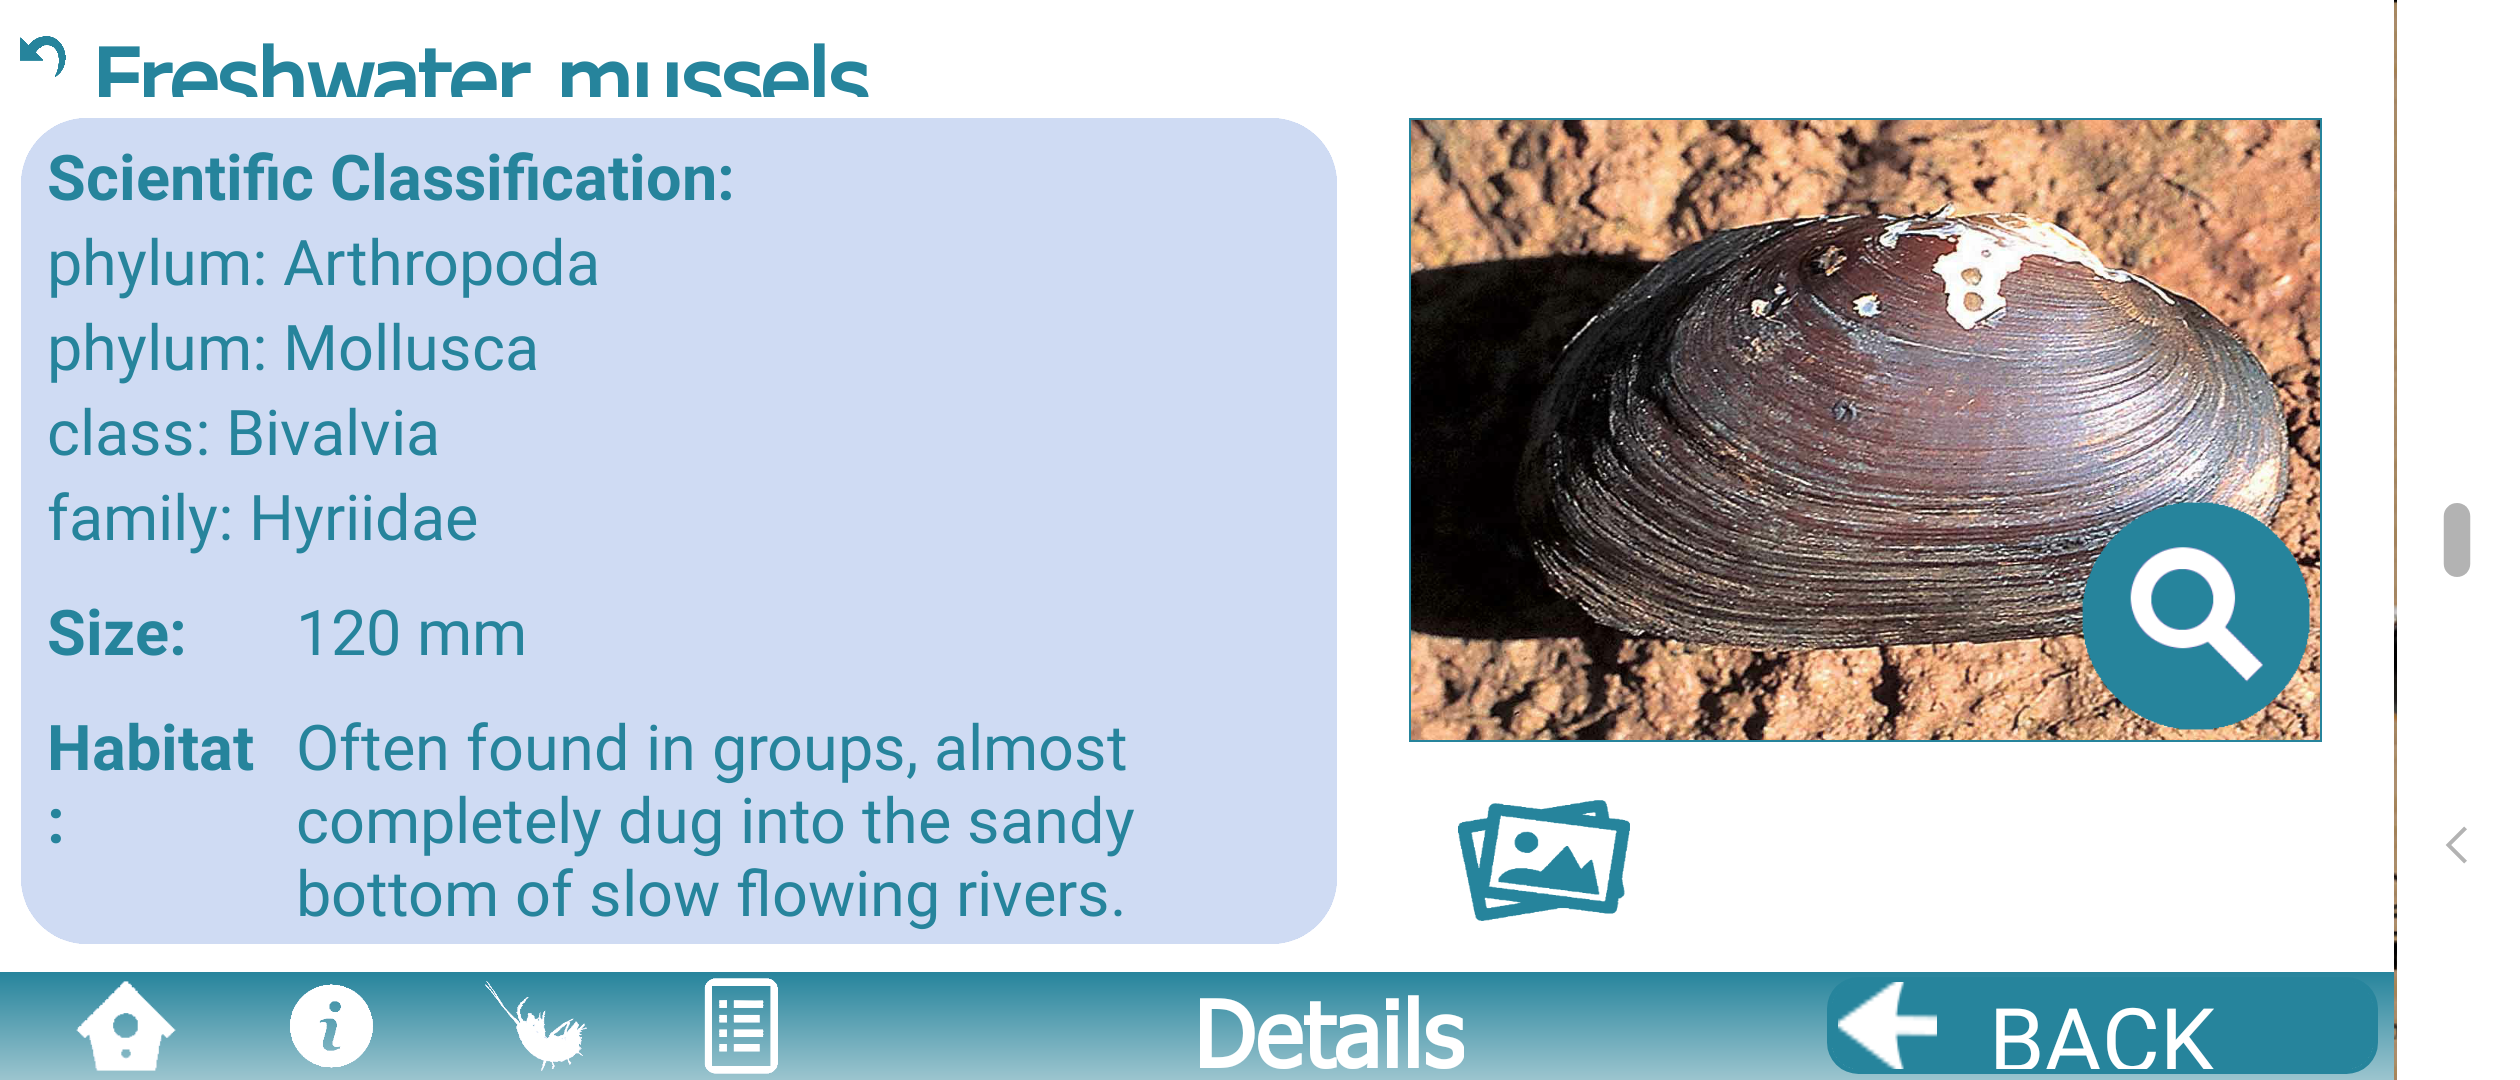 Freshwater mussels
Scientific Classification:
phylum: Arthropoda
phylum: Mollusca
class: Bivalvia
family: Hyriidae
Size: 120 mm
Habitat : Often found in groups, almost
completely dug into the sandy
bottom of slow flowing rivers.
Details
BACK